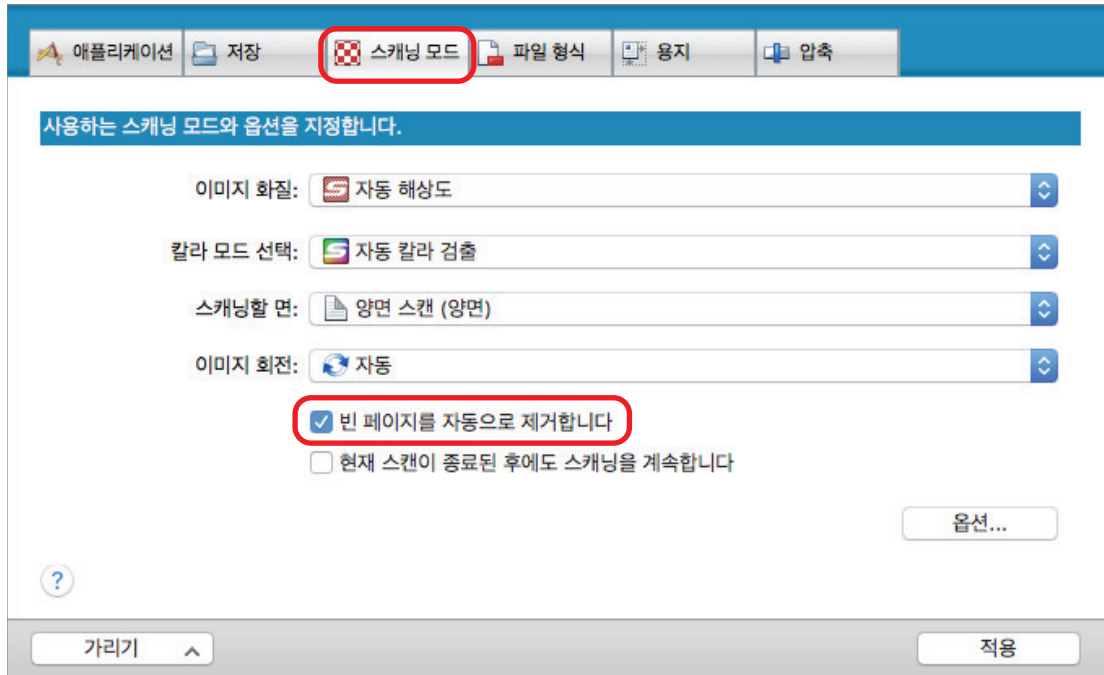 애플리케이션 저장 스캐닝 모드 파일 형식 용지 압축
사용하는 스캐닝 모드와 옵션을 지정합니다.
이미지 화질: 자동 해상도
칼라 모드 선택: 자동 칼라 검출
스캐닝할 면: 양면 스캔 (양면)
이미지 회전: 자동
빈 페이지를 자동으로 제거합니다
현재 스캔이 종료된 후에도 스캐닝을 계속합니다
옵션...
?
가리기 적용